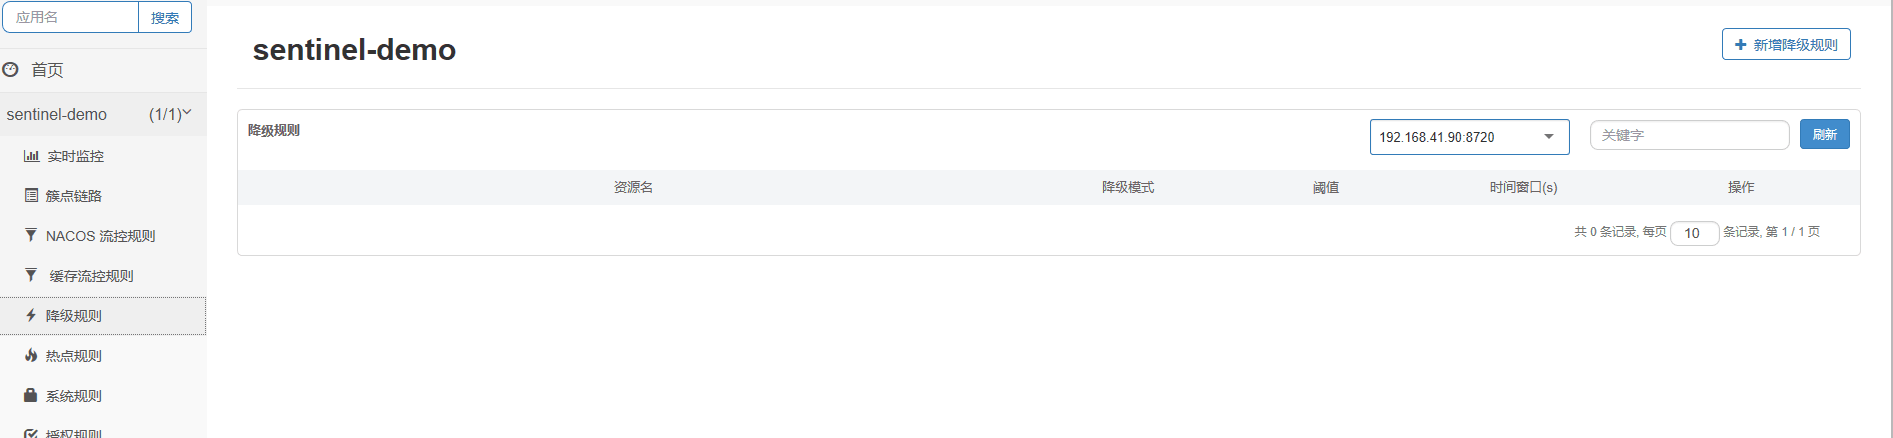 应用名 搜索
首页
sentinel-demo (1/1)
实时监控
簇点链路
NACOS 流控规则
缓存流控规则
降级规则
热点规则
系统规则
授权规则
sentinel-demo
新增降级规则
降级规则
192.168.41.90:8720 关键字 刷新
资源名 降级模式 阈值 时间窗口(s) 操作
共 0 条记录, 每页 10 条记录, 第 1 / 1 页